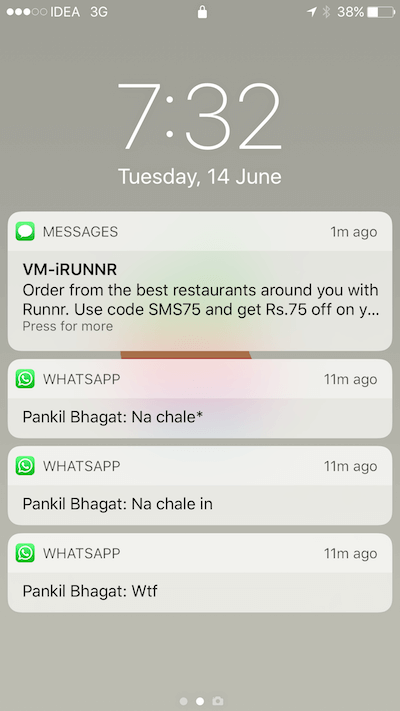 IDEA 3G 38%
7:32
Tuesday, 14 June
MESSAGES 1m ago
VM-iRUNNR
Order from the best restaurants around you with
Runnr. Use code SMS75 and get Rs.75 off on y...
Press for more
WHATSAPP 11m ago
Pankil Bhagat: Na chale*
WHATSAPP 11m ago
Pankil Bhagat: Na chale in
WHATSAPP 11m ago
Pankil Bhagat: Wtf